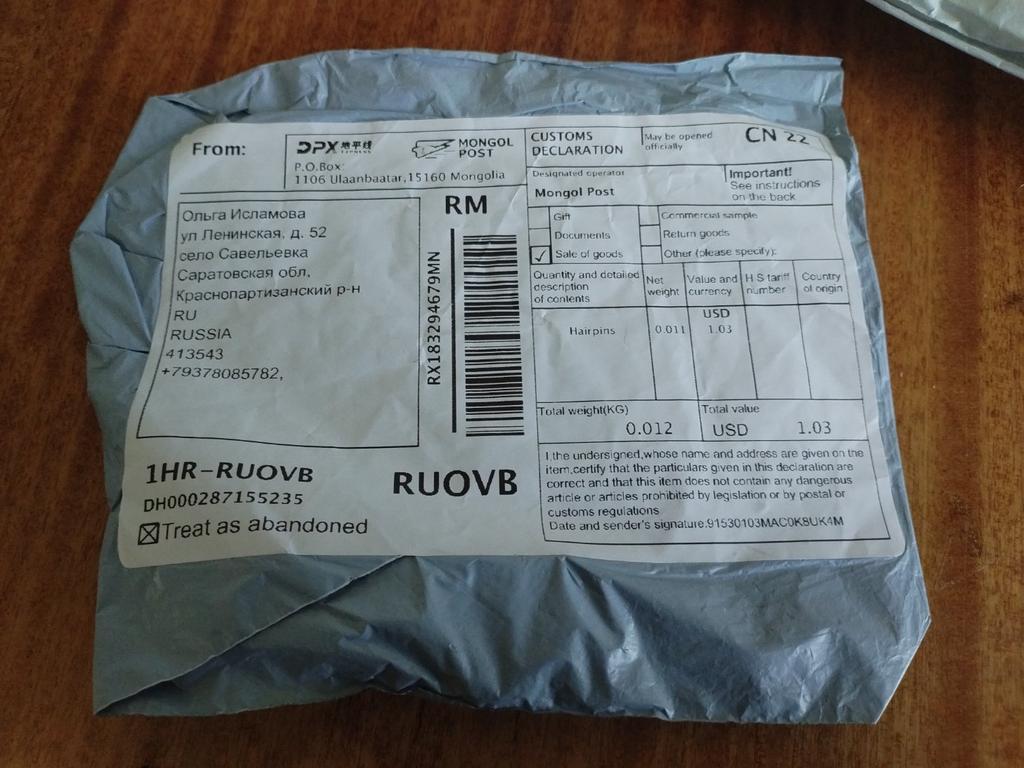 From:
DPX 地平线
EXPRESS
MONGOL
POST
P.O.Box:
1106 Ulaanbaatar,15160 Mongolia
CUSTOMS
DECLARATION
May be opened
officially
CN 22
Designated operator
Mongol Post
Important!
See instructions
on the back
Ольга Исламова
ул Ленинская, д. 52
село Савельевка
Саратовская обл,
Краснопартизанский р-н
RU
RUSSIA
413543
+79378085782,
RM
RX183294679MN
Gift
Commercial sample
Documents
Return goods
✓ Sale of goods
Other (please specify):
Quantity and detailed
description
of contents
Net
weight
Value and
currency
H S tariff
number
Country
of origin
USD
Hairpins 0.011 1.03
Total weight(KG)
0.012
Total value
USD 1.03
I,the undersigned,whose name and address are given on the
item,certify that the particulars given in this declaration are
correct and that this item does not contain any dangerous
article or articles prohibited by legislation or by postal or
customs regulations
Date and sender's signature:91530103MAC0K8UK4M
1HR-RUOVB
DH000287155235
☒Treat as abandoned
RUOVB